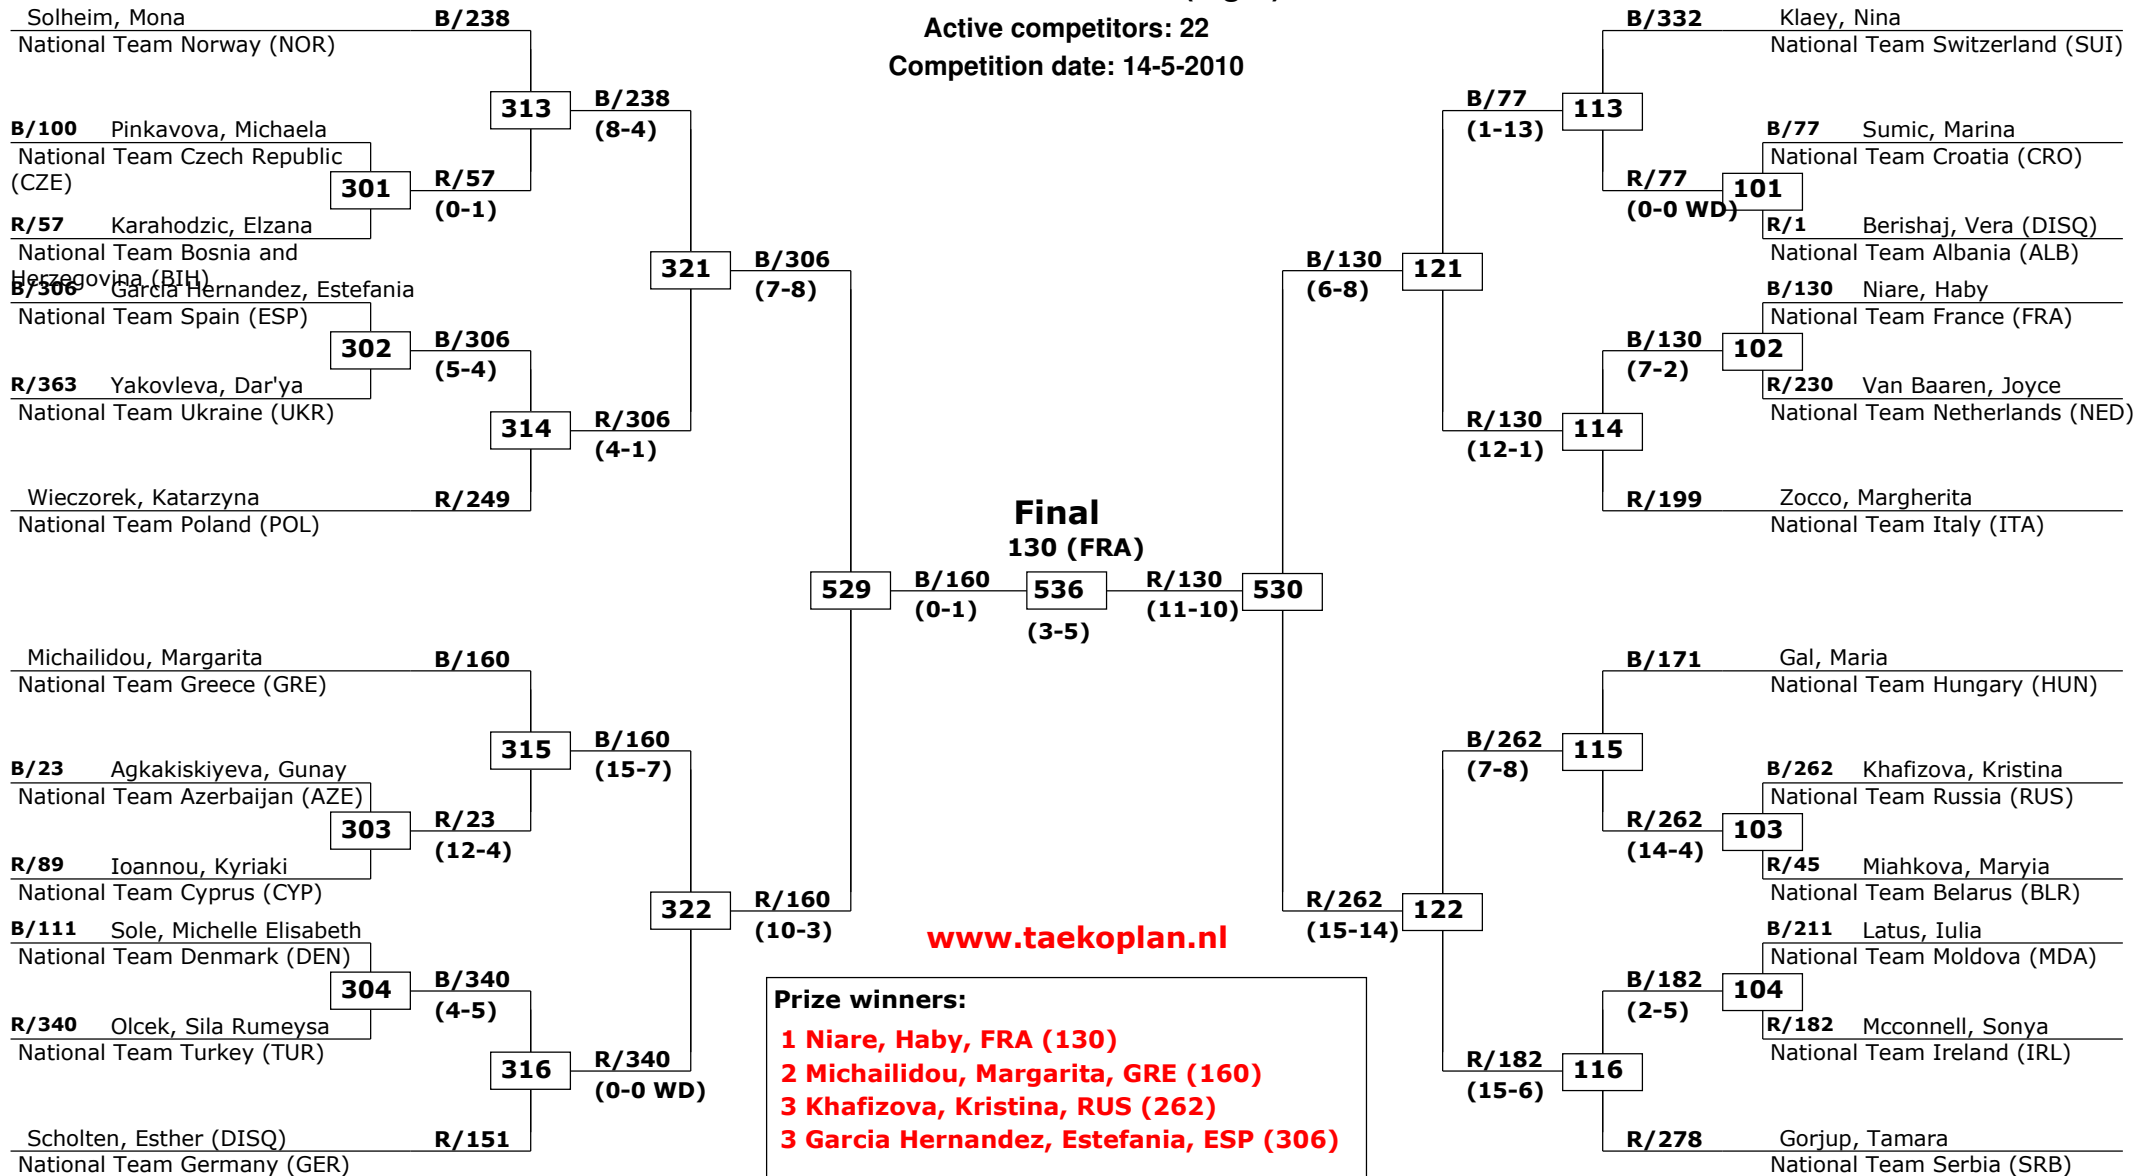 Active competitors: 22
Competition date: 14-5-2010
Solheim, Mona
B/238
National Team Norway (NOR)
313
B/238
(8-4)
B/100 Pinkavova, Michaela
National Team Czech Republic
(CZE)
301
R/57
(0-1)
R/57 Karahodzic, Elzana
National Team Bosnia and
Herzegovina (BIH)
321
B/306
(7-8)
B/306 Garcia Hernandez, Estefania
National Team Spain (ESP)
302
B/306
(5-4)
R/363 Yakovleva, Dar'ya
National Team Ukraine (UKR)
314
R/306
(4-1)
Wieczorek, Katarzyna
R/249
National Team Poland (POL)
529
B/160
(0-1)
Michailidou, Margarita
B/160
National Team Greece (GRE)
315
B/160
(15-7)
B/23 Agkakiskiyeva, Gunay
National Team Azerbaijan (AZE)
303
R/23
(12-4)
R/89 Ioannou, Kyriaki
National Team Cyprus (CYP)
322
R/160
(10-3)
B/111 Sole, Michelle Elisabeth
National Team Denmark (DEN)
304
B/340
(4-5)
R/340 Olcek, Sila Rumeysa
National Team Turkey (TUR)
316
R/340
(0-0 WD)
Scholten, Esther (DISQ)
R/151
National Team Germany (GER)
Final
130 (FRA)
536
(3-5)
R/130
(11-10)
530
B/332
Klaey, Nina
National Team Switzerland (SUI)
B/77
(1-13)
113
B/77 Sumic, Marina
National Team Croatia (CRO)
R/77
(0-0 WD)
101
R/1 Berishaj, Vera (DISQ)
National Team Albania (ALB)
B/130
(6-8)
121
B/130 Niare, Haby
National Team France (FRA)
B/130
(7-2)
102
R/230 Van Baaren, Joyce
National Team Netherlands (NED)
R/130
(12-1)
114
R/199
Zocco, Margherita
National Team Italy (ITA)
B/171
Gal, Maria
National Team Hungary (HUN)
B/262
(7-8)
115
B/262 Khafizova, Kristina
National Team Russia (RUS)
R/262
(14-4)
103
R/45 Miahkova, Maryia
National Team Belarus (BLR)
R/262
(15-14)
122
B/211 Latus, Iulia
National Team Moldova (MDA)
B/182
(2-5)
104
R/182 Mcconnell, Sonya
National Team Ireland (IRL)
R/182
(15-6)
116
R/278
Gorjup, Tamara
National Team Serbia (SRB)
www.taekoplan.nl
Prize winners:
1 Niare, Haby, FRA (130)
2 Michailidou, Margarita, GRE (160)
3 Khafizova, Kristina, RUS (262)
3 Garcia Hernandez, Estefania, ESP (306)